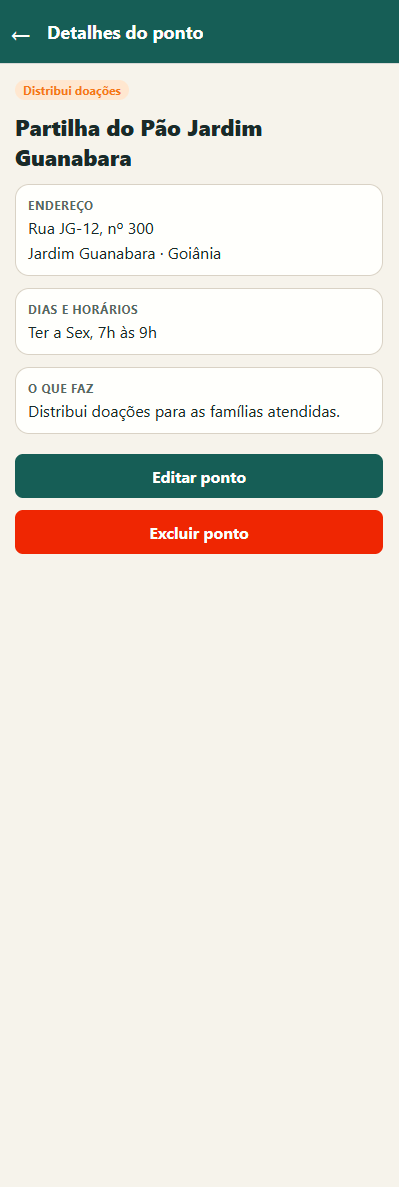 ← Detalhes do ponto
Distribui doações
Partilha do Pão Jardim
Guanabara
ENDEREÇO
Rua JG-12, nº 300
Jardim Guanabara · Goiânia
DIAS E HORÁRIOS
Ter a Sex, 7h às 9h
O QUE FAZ
Distribui doações para as famílias atendidas.
Editar ponto
Excluir ponto